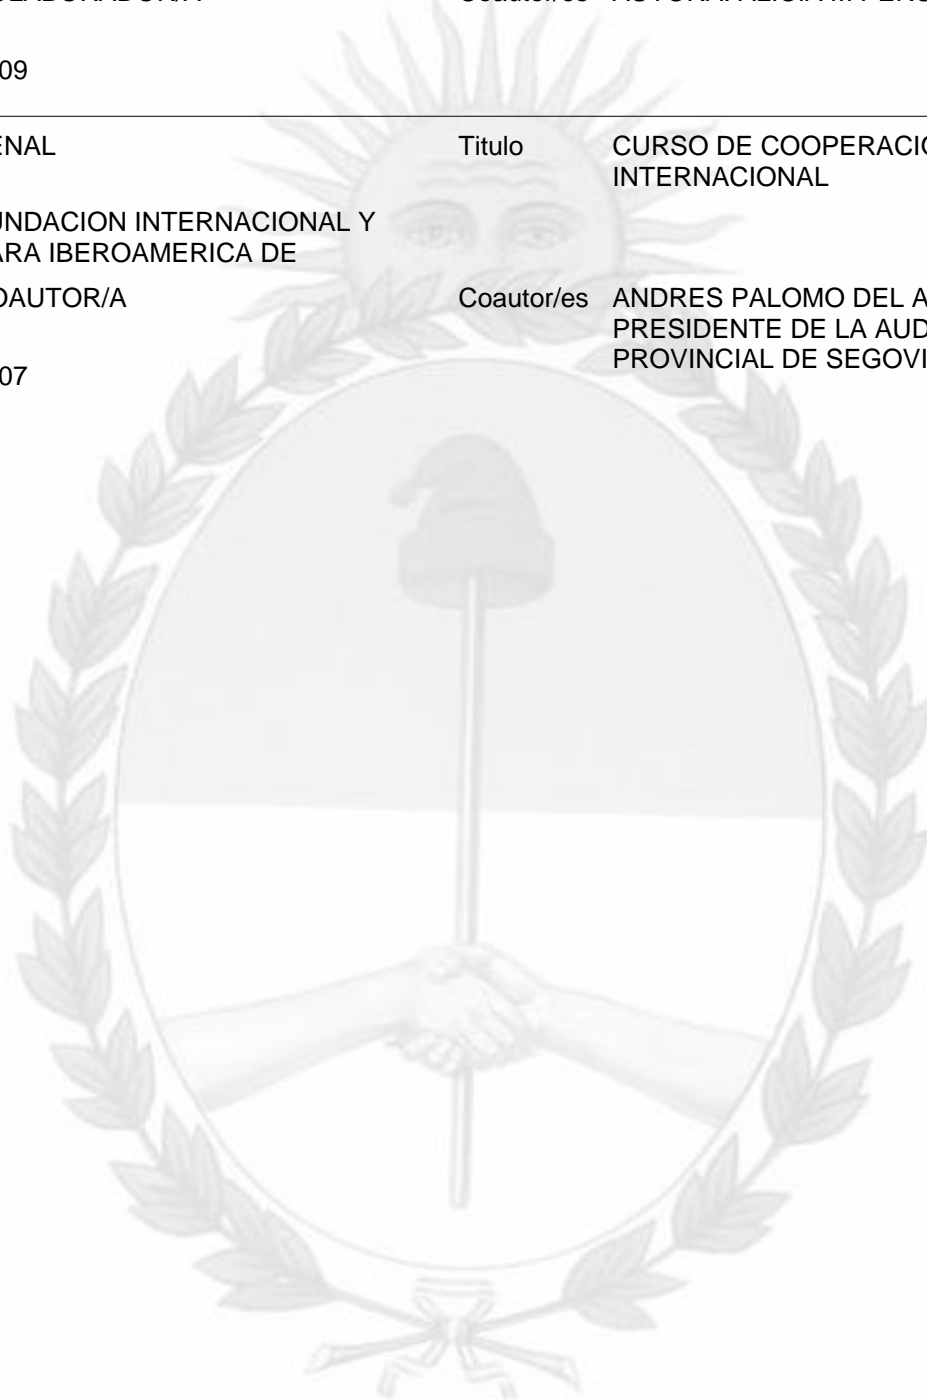 09
ENAL
Titulo
CURSO DE COOPERACIO
INTERNACIONAL
UNDACION INTERNACIONAL Y
ARA IBEROAMERICA DE
OAUTOR/A
Coautor/es
ANDRES PALOMO DEL A
PRESIDENTE DE LA AUD
PROVINCIAL DE SEGOVI
07